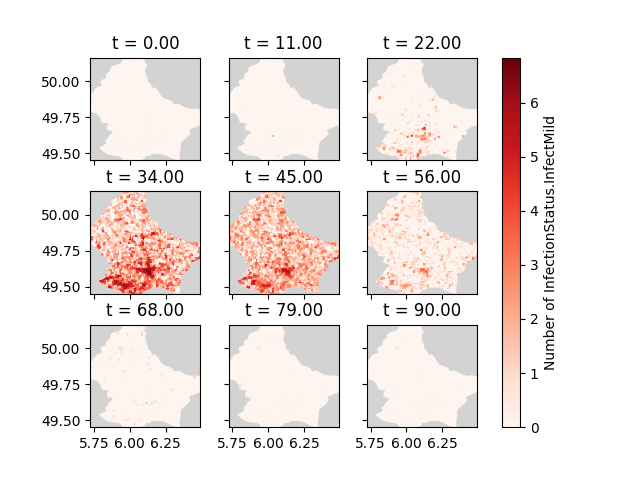 t = 0.00
t = 11.00
t = 22.00
50.00
49.75
49.50
t = 34.00
t = 45.00
t = 56.00
50.00
49.75
49.50
t = 68.00
t = 79.00
t = 90.00
50.00
49.75
49.50
5.75 6.00 6.25
5.75 6.00 6.25
5.75 6.00 6.25
6
5
4
3
2
1
0
Number of InfectionStatus.InfectMild